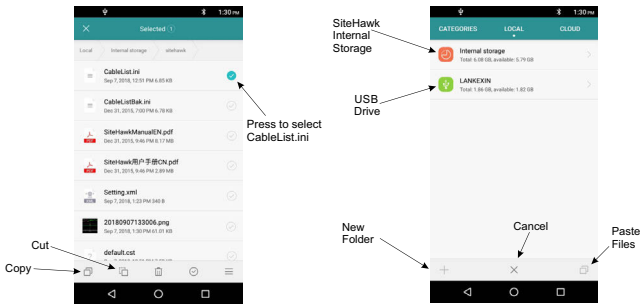 1:30 PM
Selected 1
Local
Internal storage
sitehawk
CableList.ini
Sep 7, 2018, 12:51 PM 6.85 KB
CableListBak.ini
Dec 31, 2015, 7:00 PM 6.78 KB
SiteHawkManualEN.pdf
Dec 31, 2015, 9:46 PM 8.17 MB
SiteHawk用户手册CN.pdf
Dec 31, 2015, 9:46 PM 2.89 MB
Setting.xml
Sep 7, 2018, 1:23 PM 340 B
20180907133006.png
Sep 7, 2018, 1:30 PM 61.01 KB
default.cst
Press to select
CableList.ini
Cut
Copy
SiteHawk
Internal
Storage
USB
Drive
1:30 PM
CATEGORIES
LOCAL
CLOUD
Internal storage
Total: 6.08 GB, available: 5.79 GB
LANKEXIN
Total: 1.86 GB, available: 1.82 GB
New
Folder
Cancel
Paste
Files